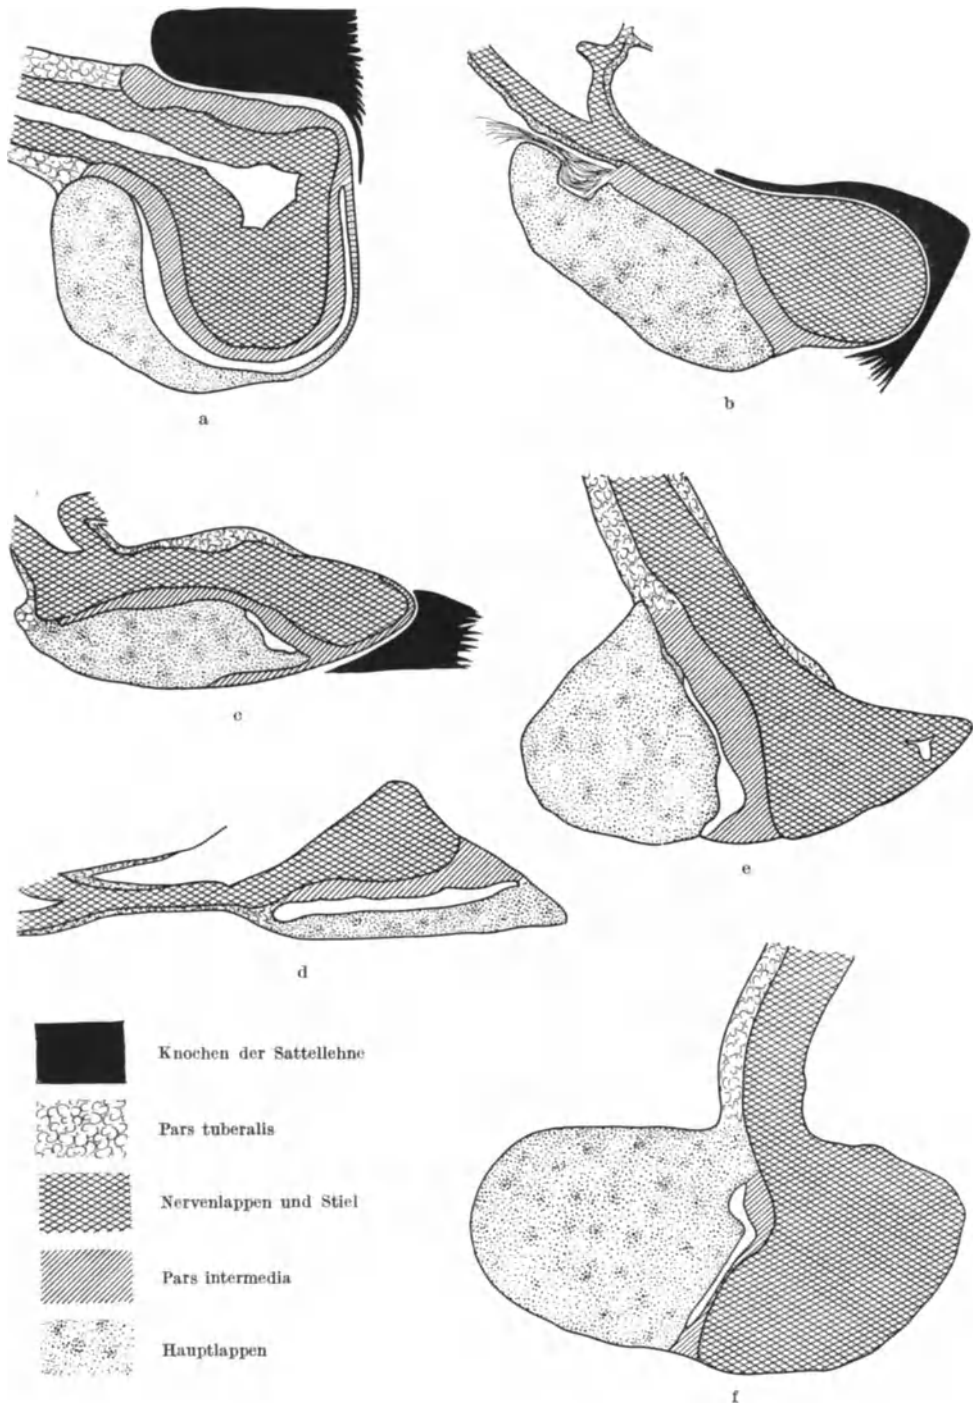 a
b
c
d
e
Knochen der Sattellehne
Pars tuberalis
Nervenlappen und Stiel
Pars intermedia
Hauptlappen
f